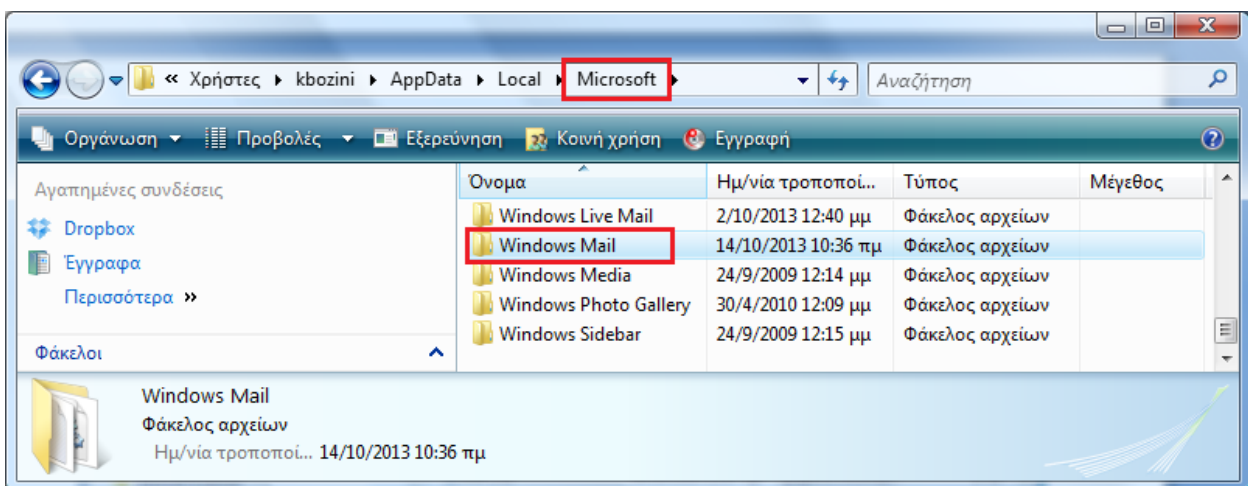 « Χρήστες kbozini AppData Local Microsoft Αναζήτηση
Οργάνωση Προβολές Εξερεύνηση Κοινή χρήση Εγγραφή
Αγαπημένες συνδέσεις
Dropbox
Έγγραφα
Περισσότερα »
Φάκελοι
Όνομα Ημ/νία τροποποί... Τύπος Μέγεθος
Windows Live Mail 2/10/2013 12:40 μμ Φάκελος αρχείων
Windows Mail 14/10/2013 10:36 πμ Φάκελος αρχείων
Windows Media 24/9/2009 12:14 μμ Φάκελος αρχείων
Windows Photo Gallery 30/4/2010 12:09 μμ Φάκελος αρχείων
Windows Sidebar 24/9/2009 12:15 μμ Φάκελος αρχείων
Windows Mail
Φάκελος αρχείων
Ημ/νία τροποποί... 14/10/2013 10:36 πμ